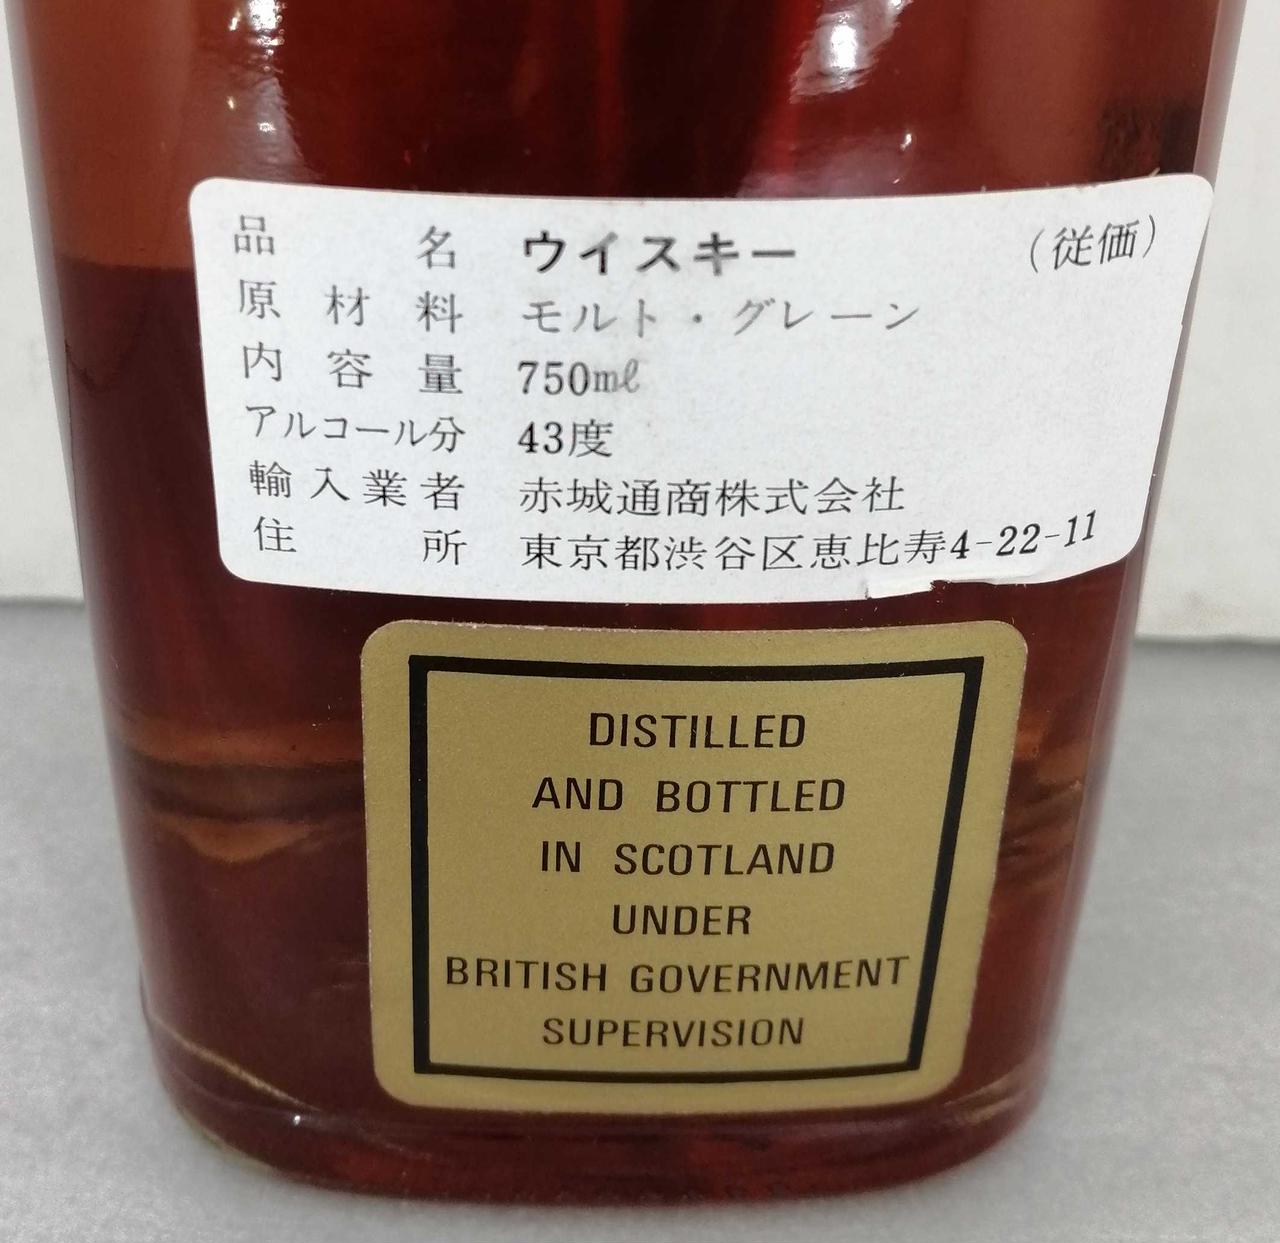 品名 ウイスキー (従価)
原材料 モルト・グレーン
内容量 750mℓ
アルコール分 43度
輸入業者 赤城通商株式会社
住所 東京都渋谷区恵比寿4-22-11
DISTILLED
AND BOTTLED
IN SCOTLAND
UNDER
BRITISH GOVERNMENT
SUPERVISION